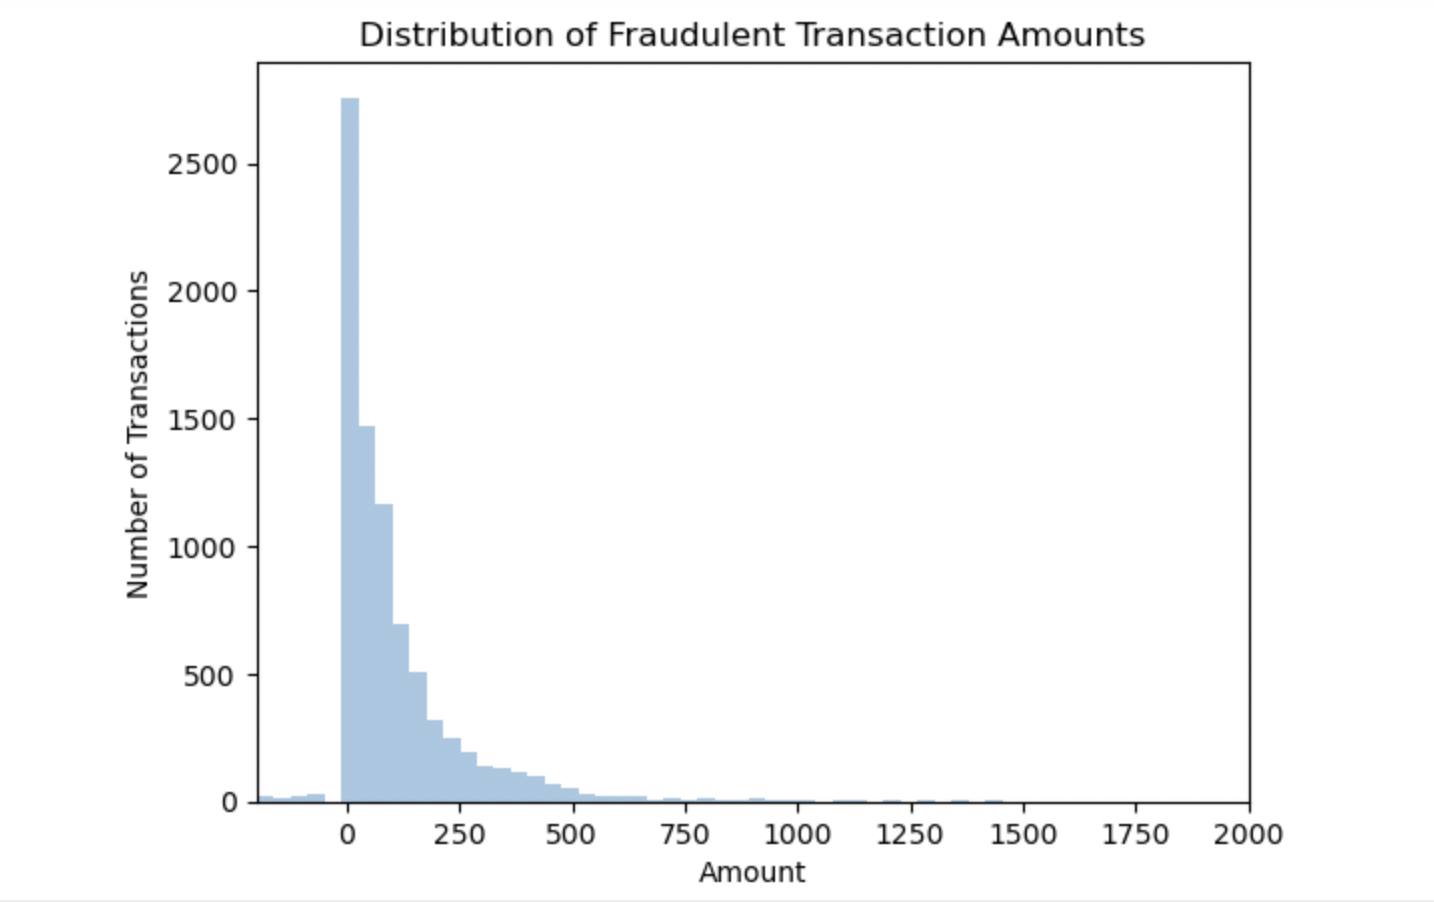 Distribution of Fraudulent Transaction Amounts
Number of Transactions
2500
2000
1500
1000
500
0
0 250 500 750 1000 1250 1500 1750 2000
Amount